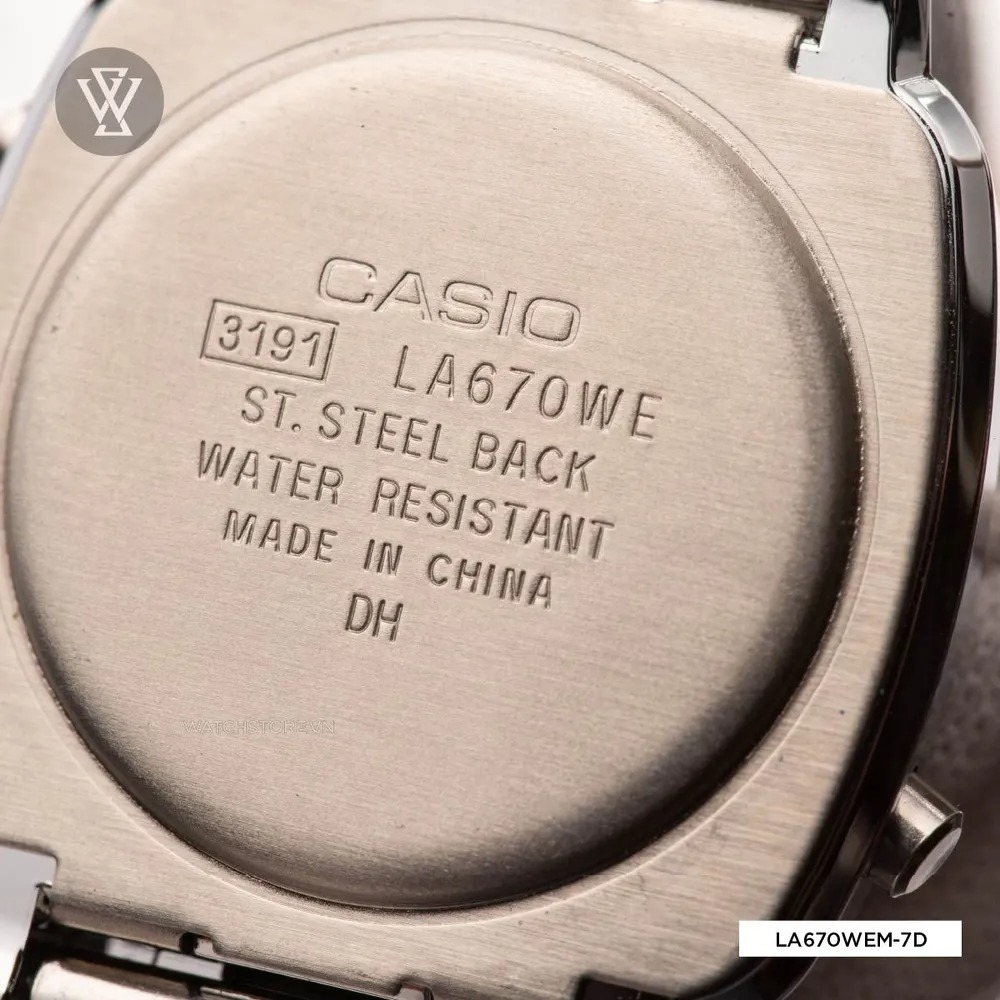 CASIO
3191 LA670WE
ST. STEEL BACK
WATER RESISTANT
MADE IN CHINA
DH
WATCHSTORE.VN
LA670WEM-7D